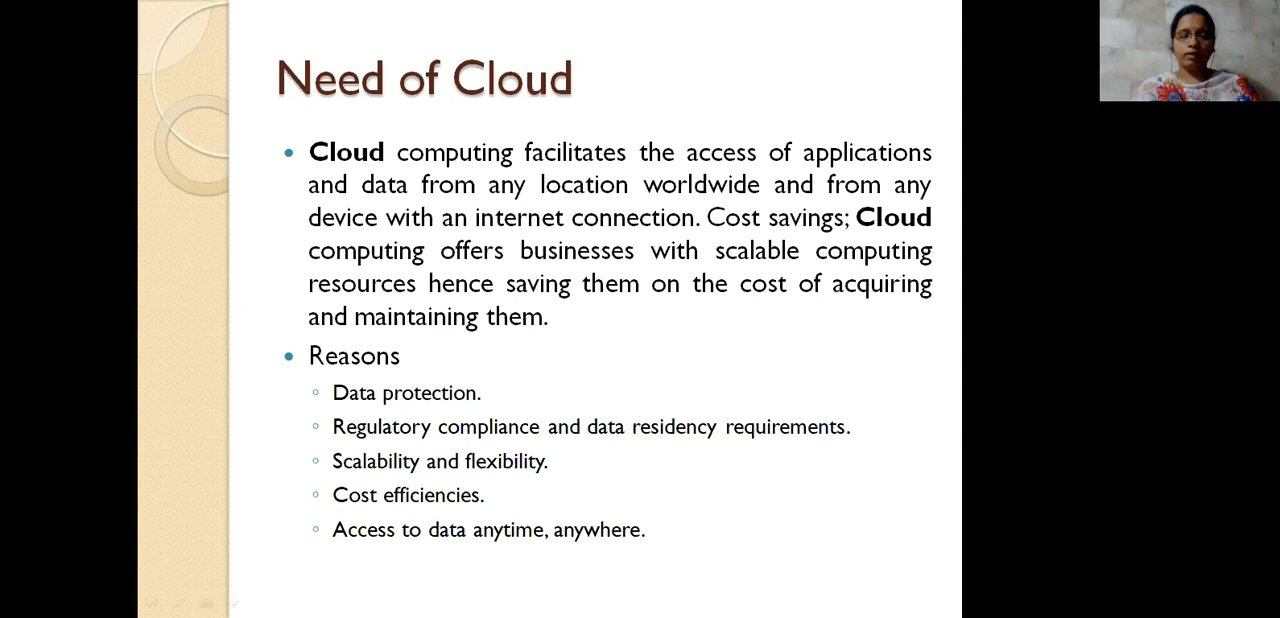 Need of Cloud
Cloud computing facilitates the access of applications
and data from any location worldwide and from any
device with an internet connection. Cost savings; Cloud
computing offers businesses with scalable computing
resources hence saving them on the cost of acquiring
and maintaining them.
Reasons
Data protection.
Regulatory compliance and data residency requirements.
Scalability and flexibility.
Cost efficiencies.
Access to data anytime, anywhere.